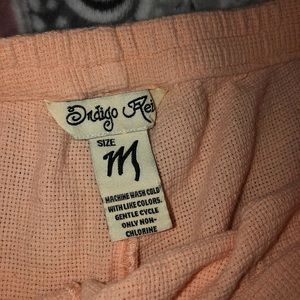 Indigo Rei
SIZE
M
MACHINE WASH COLD
WITH LIKE COLORS.
GENTLE CYCLE
ONLY NON-
CHLORINE